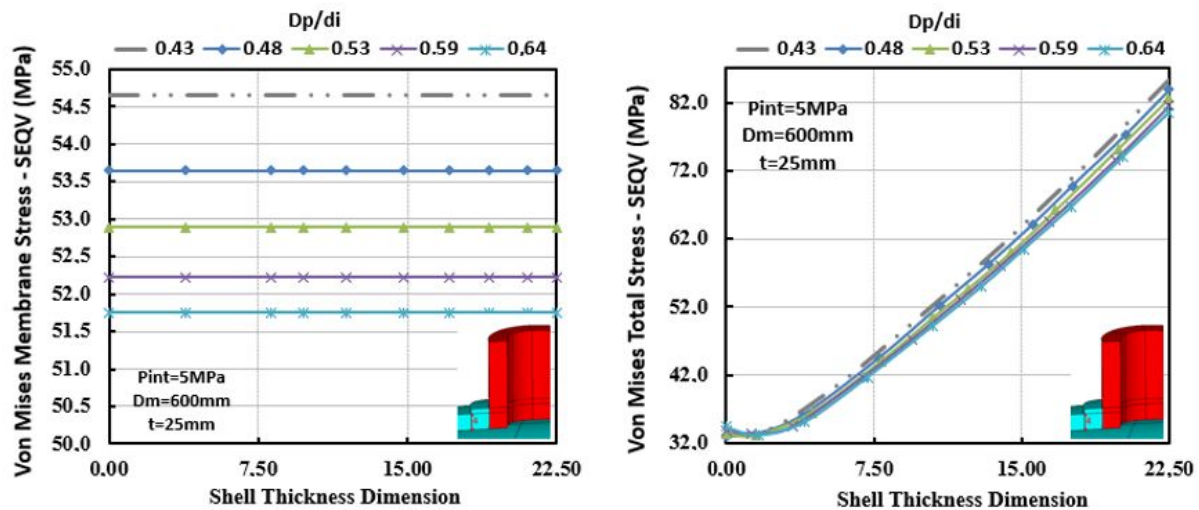 Dp/di
0.43 0.48 0.53 0.59 0.64
Von Mises Membrane Stress - SEQV (MPa)
55.0
54.5
54.0
53.5
53.0
52.5
52.0
51.5
51.0
50.5
50.0
Pint=5MPa
Dm=600mm
t=25mm
0.00 7.50 15.00 22.50
Shell Thickness Dimension
Dp/di
0,43 0,48 0,53 0,59 0,64
Von Mises Total Stress - SEQV (MPa)
82.0
72.0
62.0
52.0
42.0
32.0
Pint=5MPa
Dm=600mm
t=25mm
0,00 7,50 15,00 22,50
Shell Thickness Dimension